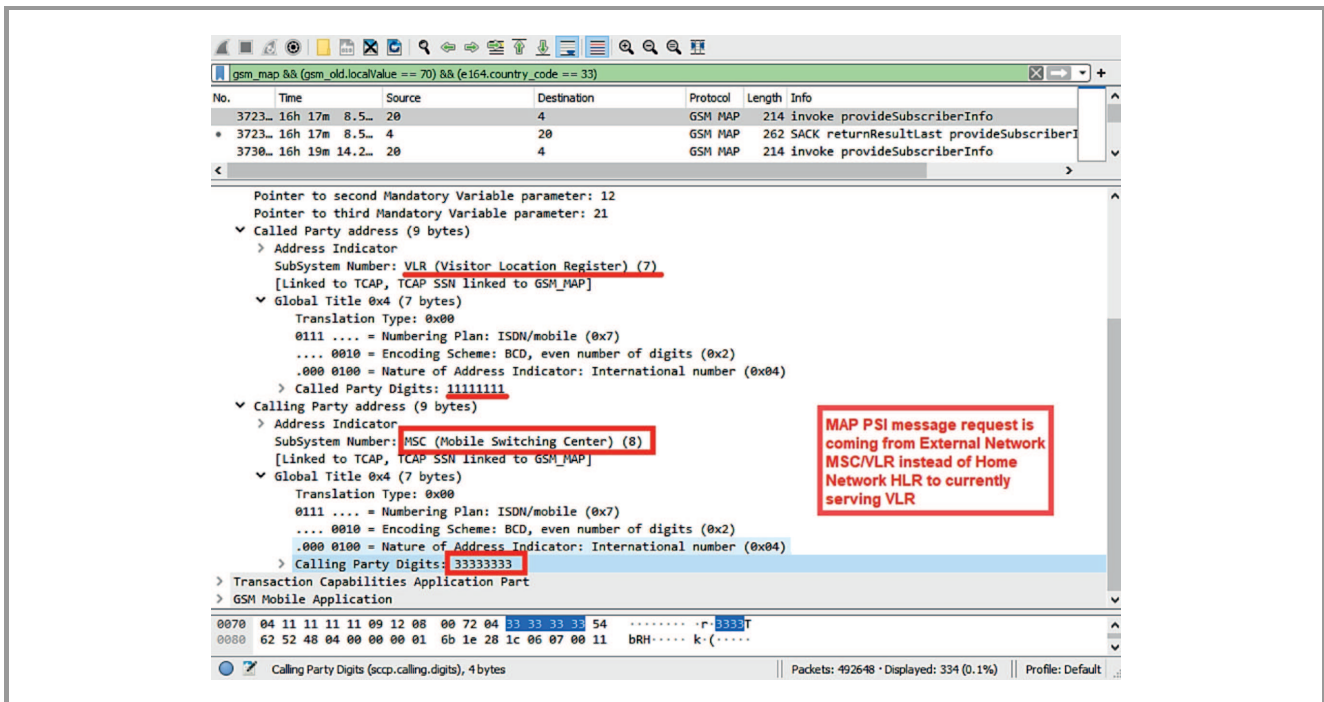 gsm_map && (gsm_old.localValue == 70) && (e164.country_code == 33)
No. Time Source Destination Protocol Length Info
3723… 16h 17m 8.5… 20 4 GSM MAP 214 invoke provideSubscriberInfo
3723… 16h 17m 8.5… 4 20 GSM MAP 262 SACK returnResultLast provideSubscriberI
3730… 16h 19m 14.2… 20 4 GSM MAP 214 invoke provideSubscriberInfo
Pointer to second Mandatory Variable parameter: 12
Pointer to third Mandatory Variable parameter: 21
Called Party address (9 bytes)
Address Indicator
SubSystem Number: VLR (Visitor Location Register) (7)
[Linked to TCAP, TCAP SSN linked to GSM_MAP]
Global Title 0x4 (7 bytes)
Translation Type: 0x00
0111 .... = Numbering Plan: ISDN/mobile (0x7)
.... 0010 = Encoding Scheme: BCD, even number of digits (0x2)
.000 0100 = Nature of Address Indicator: International number (0x04)
Called Party Digits: 11111111
Calling Party address (9 bytes)
Address Indicator
SubSystem Number: MSC (Mobile Switching Center) (8)
[Linked to TCAP, TCAP SSN linked to GSM_MAP]
Global Title 0x4 (7 bytes)
Translation Type: 0x00
0111 .... = Numbering Plan: ISDN/mobile (0x7)
.... 0010 = Encoding Scheme: BCD, even number of digits (0x2)
.000 0100 = Nature of Address Indicator: International number (0x04)
Calling Party Digits: 33333333
MAP PSI message request is
coming from External Network
MSC/VLR instead of Home
Network HLR to currently
serving VLR
Transaction Capabilities Application Part
GSM Mobile Application
0070 04 11 11 11 11 09 12 08 00 72 04 33 33 33 33 54 ········ ·r·3333T
0080 62 52 48 04 00 00 00 01 6b 1e 28 1c 06 07 00 11 bRH····· k·(·····
Calling Party Digits (sccp.calling.digits), 4 bytes
Packets: 492648 · Displayed: 334 (0.1%)
Profile: Default